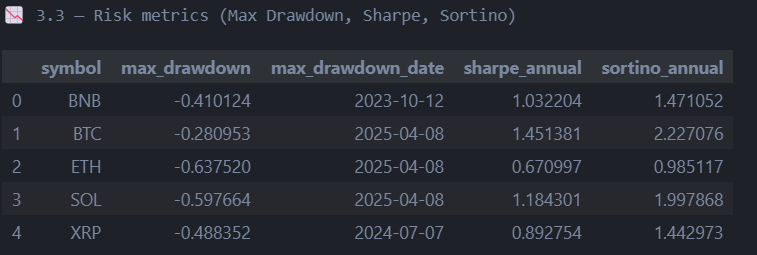 📉 3.3 — Risk metrics (Max Drawdown, Sharpe, Sortino)
symbol max_drawdown max_drawdown_date sharpe_annual sortino_annual
0 BNB -0.410124 2023-10-12 1.032204 1.471052
1 BTC -0.280953 2025-04-08 1.451381 2.227076
2 ETH -0.637520 2025-04-08 0.670997 0.985117
3 SOL -0.597664 2025-04-08 1.184301 1.997868
4 XRP -0.488352 2024-07-07 0.892754 1.442973